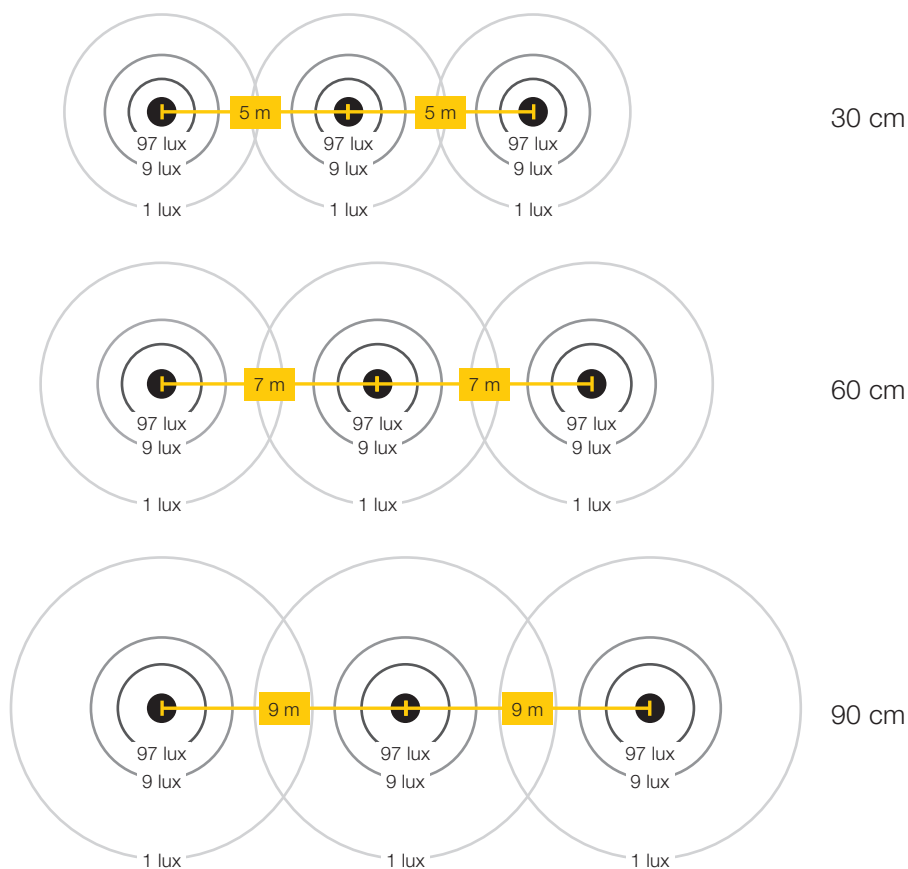 5 m 5 m
30 cm
97 lux 97 lux 97 lux
9 lux 9 lux 9 lux
1 lux 1 lux 1 lux
7 m 7 m
60 cm
97 lux 97 lux 97 lux
9 lux 9 lux 9 lux
1 lux 1 lux 1 lux
9 m 9 m
90 cm
97 lux 97 lux 97 lux
9 lux 9 lux 9 lux
1 lux 1 lux 1 lux